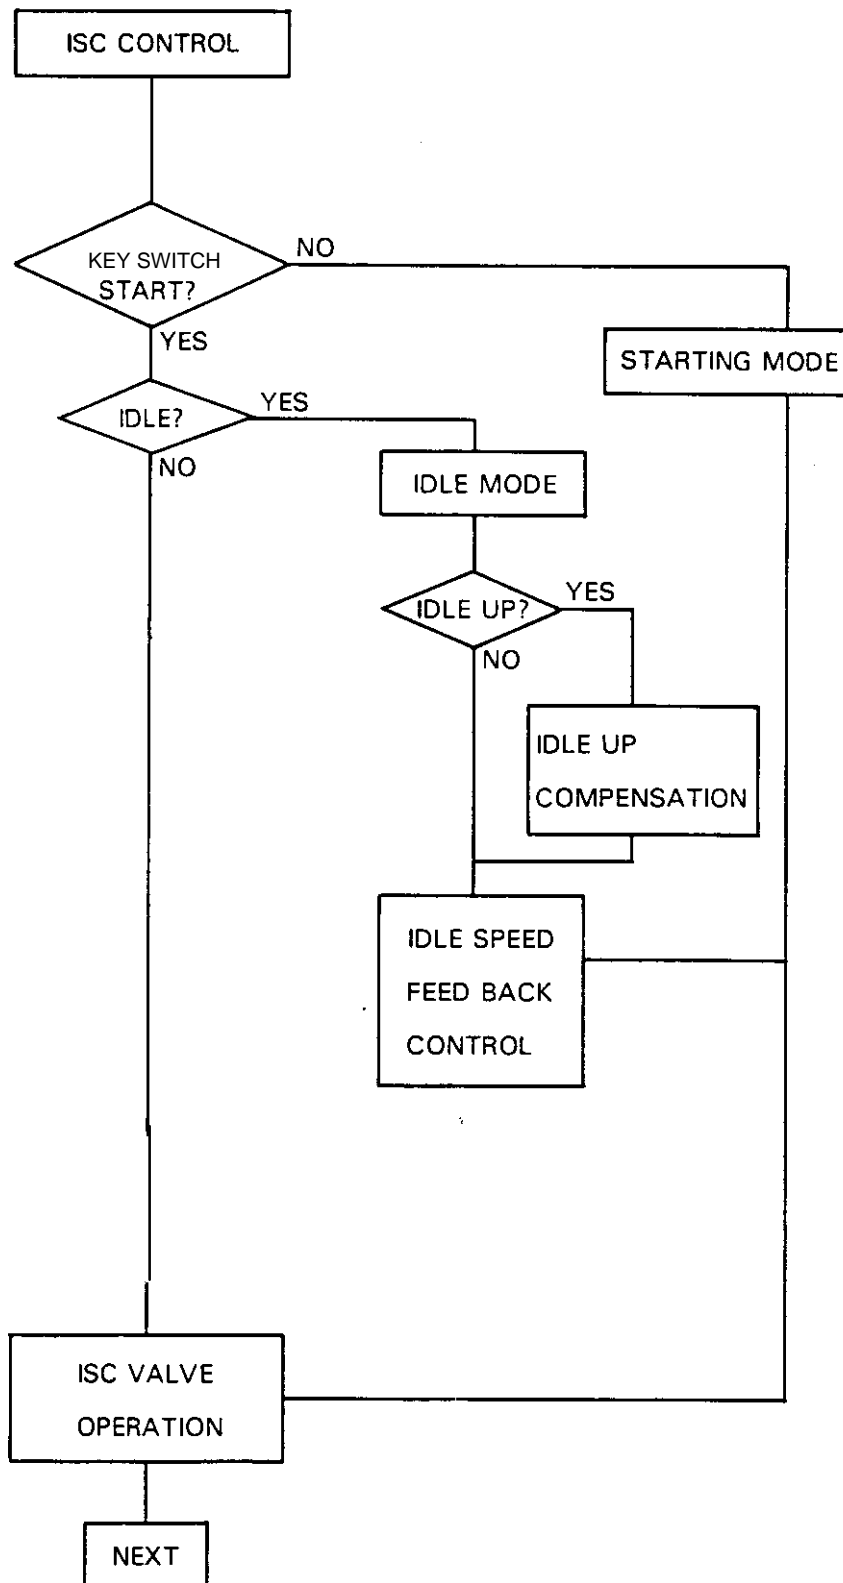 ISC CONTROL
KEY SWITCH
START?
NO
YES
STARTING MODE
IDLE?
YES
NO
IDLE MODE
IDLE UP?
YES
NO
IDLE UP
COMPENSATION
IDLE SPEED
FEED BACK
CONTROL
ISC VALVE
OPERATION
NEXT